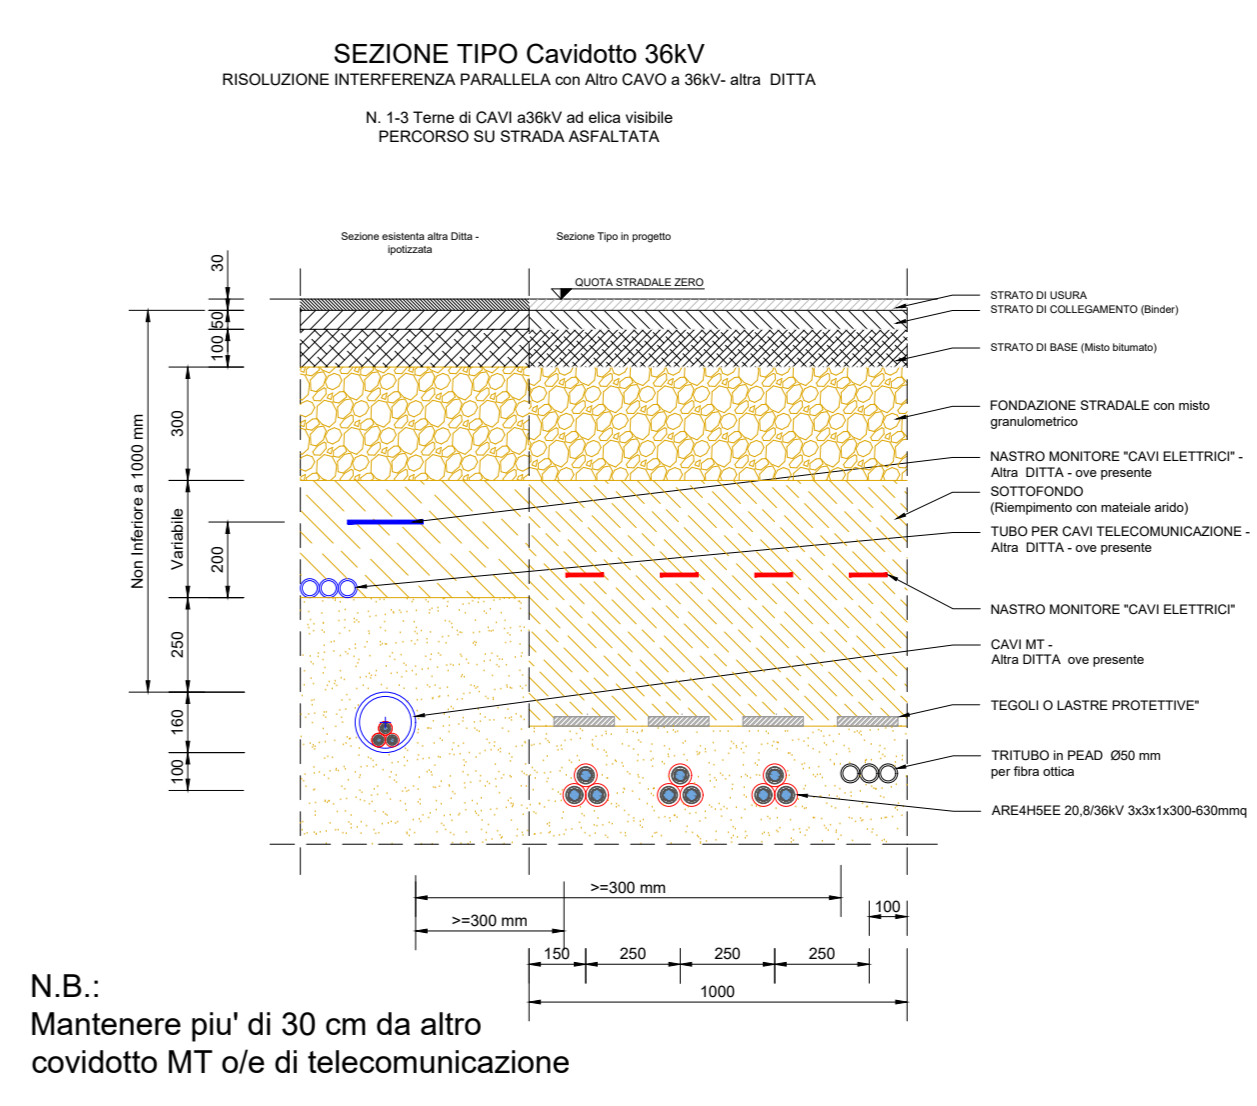 SEZIONE TIPO Cavidotto 36kV
RISOLUZIONE INTERFERENZA PARALLELA con Altro CAVO a 36kV- altra DITTA
N. 1-3 Terne di CAVI a36kV ad elica visibile
PERCORSO SU STRADA ASFALTATA
Sezione esistenta altra Ditta -
ipotizzata
Sezione Tipo in progetto
QUOTA STRADALE ZERO
30
50
100
300
Variabile
200
250
160
100
Non Inferiore a 1000 mm
STRATO DI USURA
STRATO DI COLLEGAMENTO (Binder)
STRATO DI BASE (Misto bitumato)
FONDAZIONE STRADALE con misto
granulometrico
NASTRO MONITORE "CAVI ELETTRICI" -
Altra DITTA - ove presente
SOTTOFONDO
(Riempimento con mateiale arido)
TUBO PER CAVI TELECOMUNICAZIONE -
Altra DITTA - ove presente
NASTRO MONITORE "CAVI ELETTRICI"
CAVI MT -
Altra DITTA ove presente
TEGOLI O LASTRE PROTETTIVE"
TRITUBO in PEAD Ø50 mm
per fibra ottica
ARE4H5EE 20,8/36kV 3x3x1x300-630mmq
>=300 mm
100
>=300 mm
150
250
250
250
1000
N.B.:
Mantenere piu' di 30 cm da altro
covidotto MT o/e di telecomunicazione